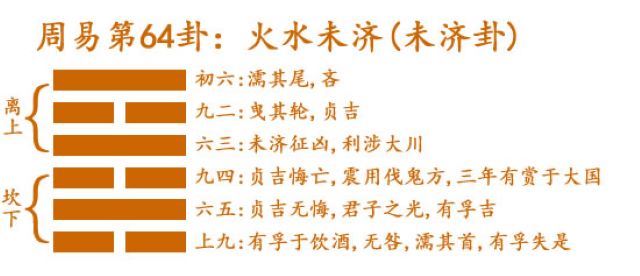 周易第64卦：火水未济(未济卦)
离上
初六:濡其尾,吝
九二:曳其轮,贞吉
六三:未济征凶,利涉大川
坎下
九四:贞吉悔亡,震用伐鬼方,三年有赏于大国
六五:贞吉无悔,君子之光,有孚吉
上九:有孚于饮酒,无咎,濡其首,有孚失是